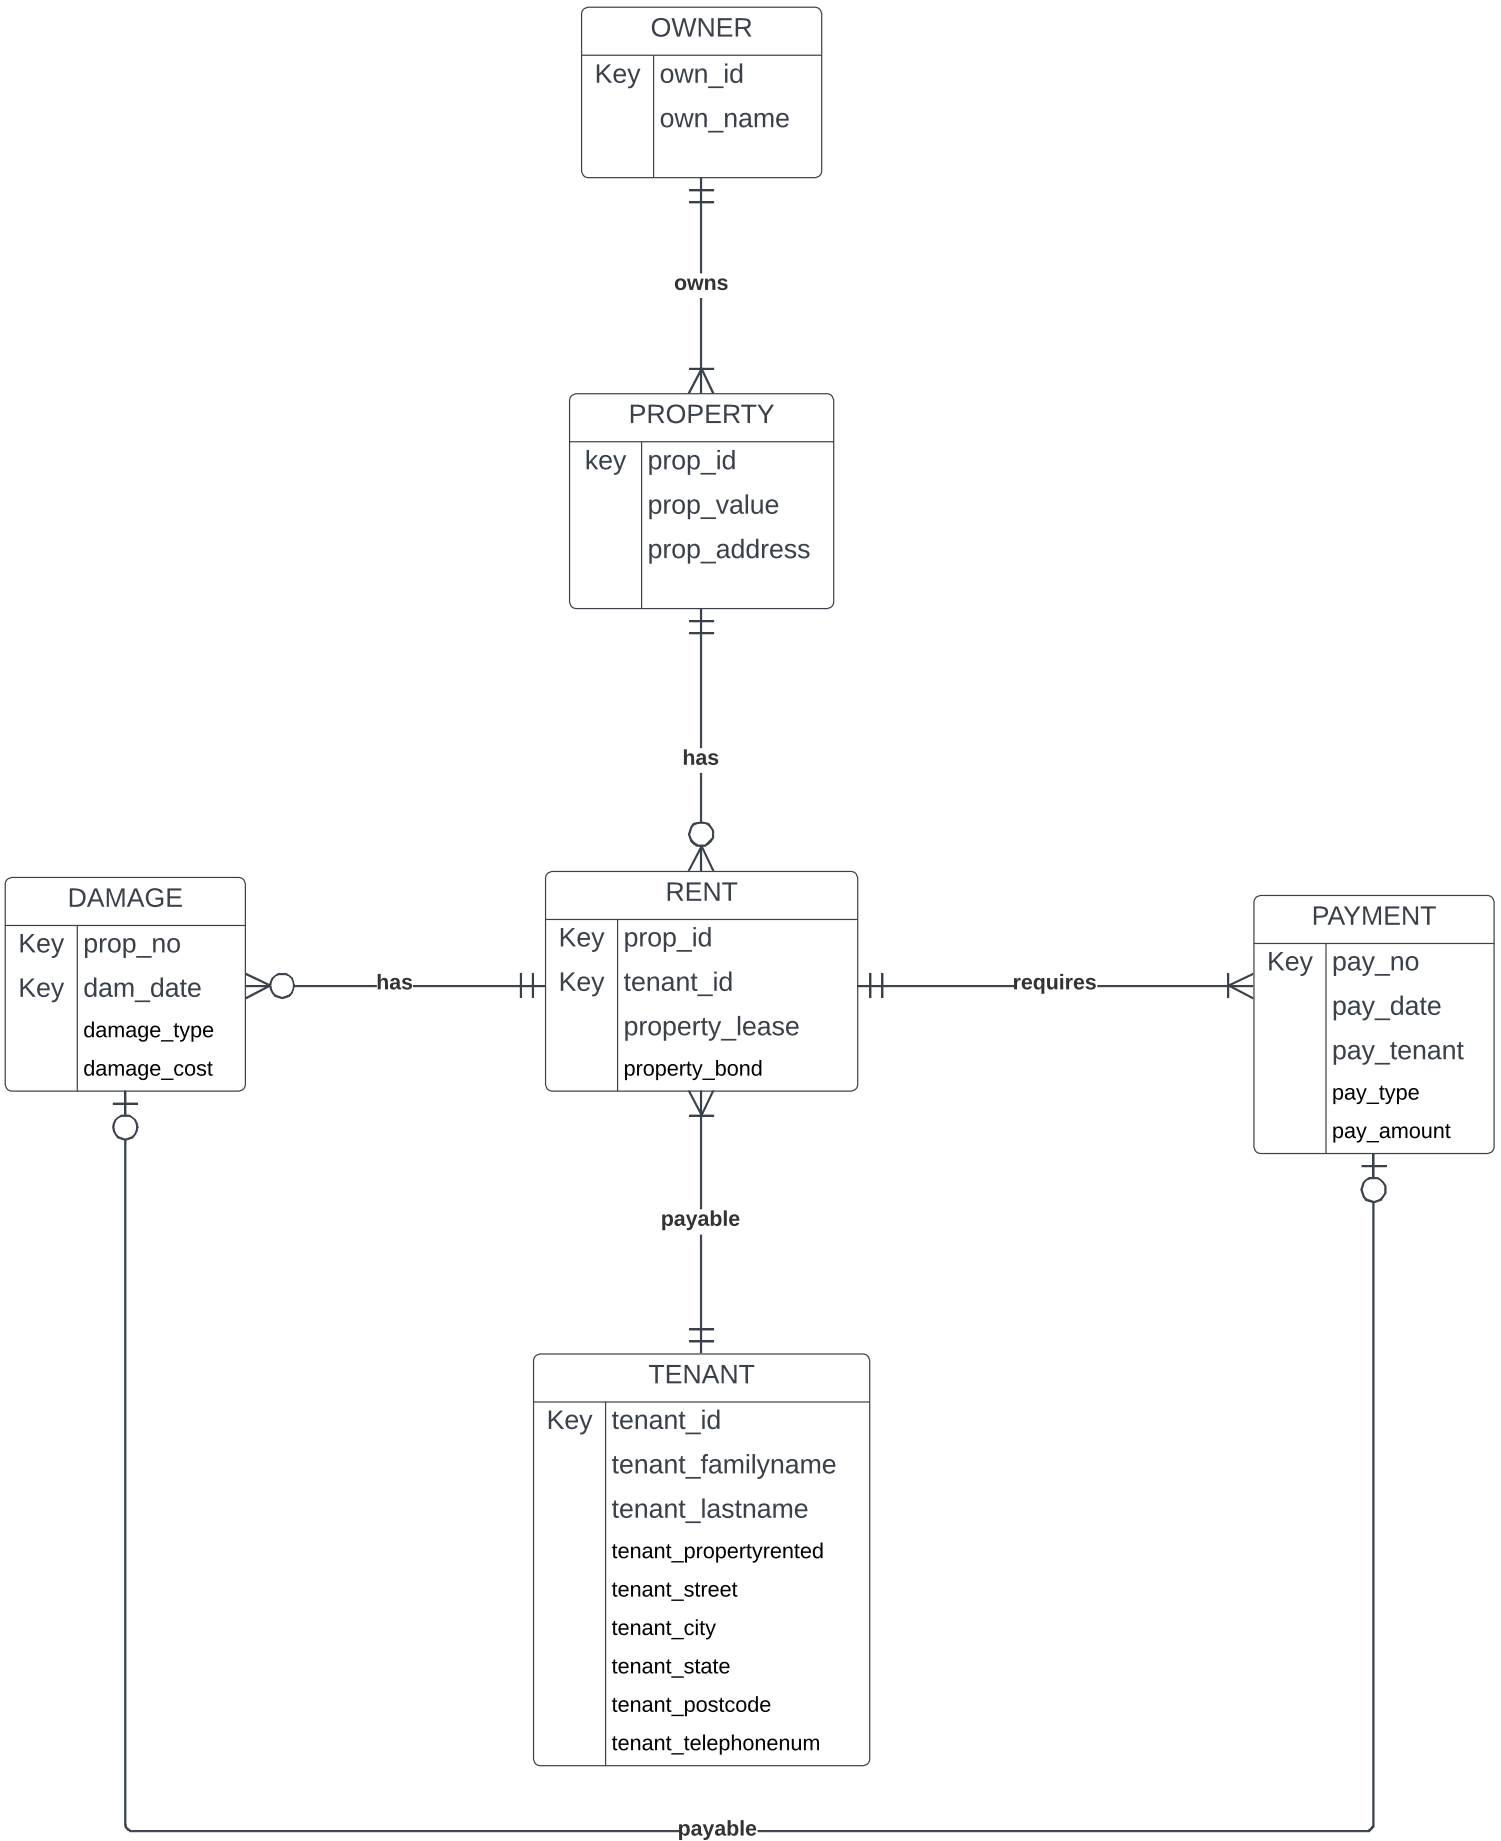 OWNER
Key own_id
own_name
owns
PROPERTY
key prop_id
prop_value
prop_address
has
DAMAGE
Key prop_no
Key dam_date
damage_type
damage_cost
has
RENT
Key prop_id
Key tenant_id
property_lease
property_bond
requires
PAYMENT
Key pay_no
pay_date
pay_tenant
pay_type
pay_amount
payable
TENANT
Key tenant_id
tenant_familyname
tenant_lastname
tenant_propertyrented
tenant_street
tenant_city
tenant_state
tenant_postcode
tenant_telephonenum
payable